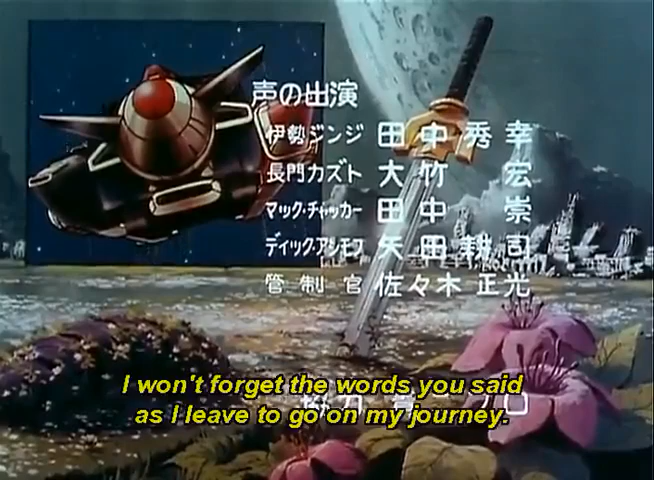 声の出演
伊勢ジンジ 田中秀幸
長門カズト 大竹 宏
マック・チャッカー 田中 崇
ディック・アシモフ 矢田耕司
管制官 佐々木正光
I won't forget the words you said
as I leave to go on my journey.